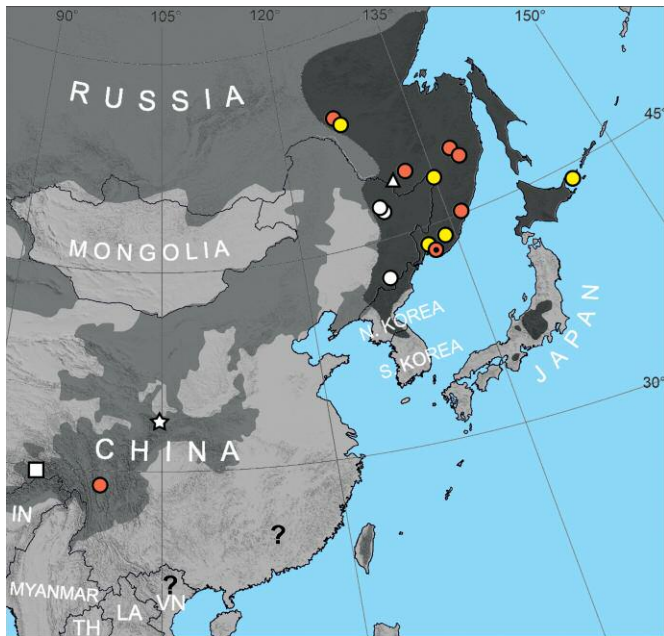 90° 105° 120° 135° 150°
RUSSIA
45°
MONGOLIA
N. KOREA
S. KOREA
JAPAN
30°
CHINA
IN
?
?
MYANMAR
LA
VN
TH